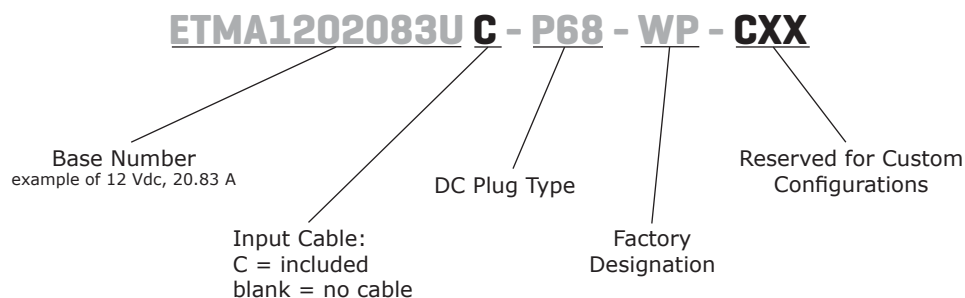 ETMA1202083U C - P68 - WP - CXX
Base Number
example of 12 Vdc, 20.83 A
DC Plug Type
Reserved for Custom
Configurations
Input Cable:
C = included
blank = no cable
Factory
Designation